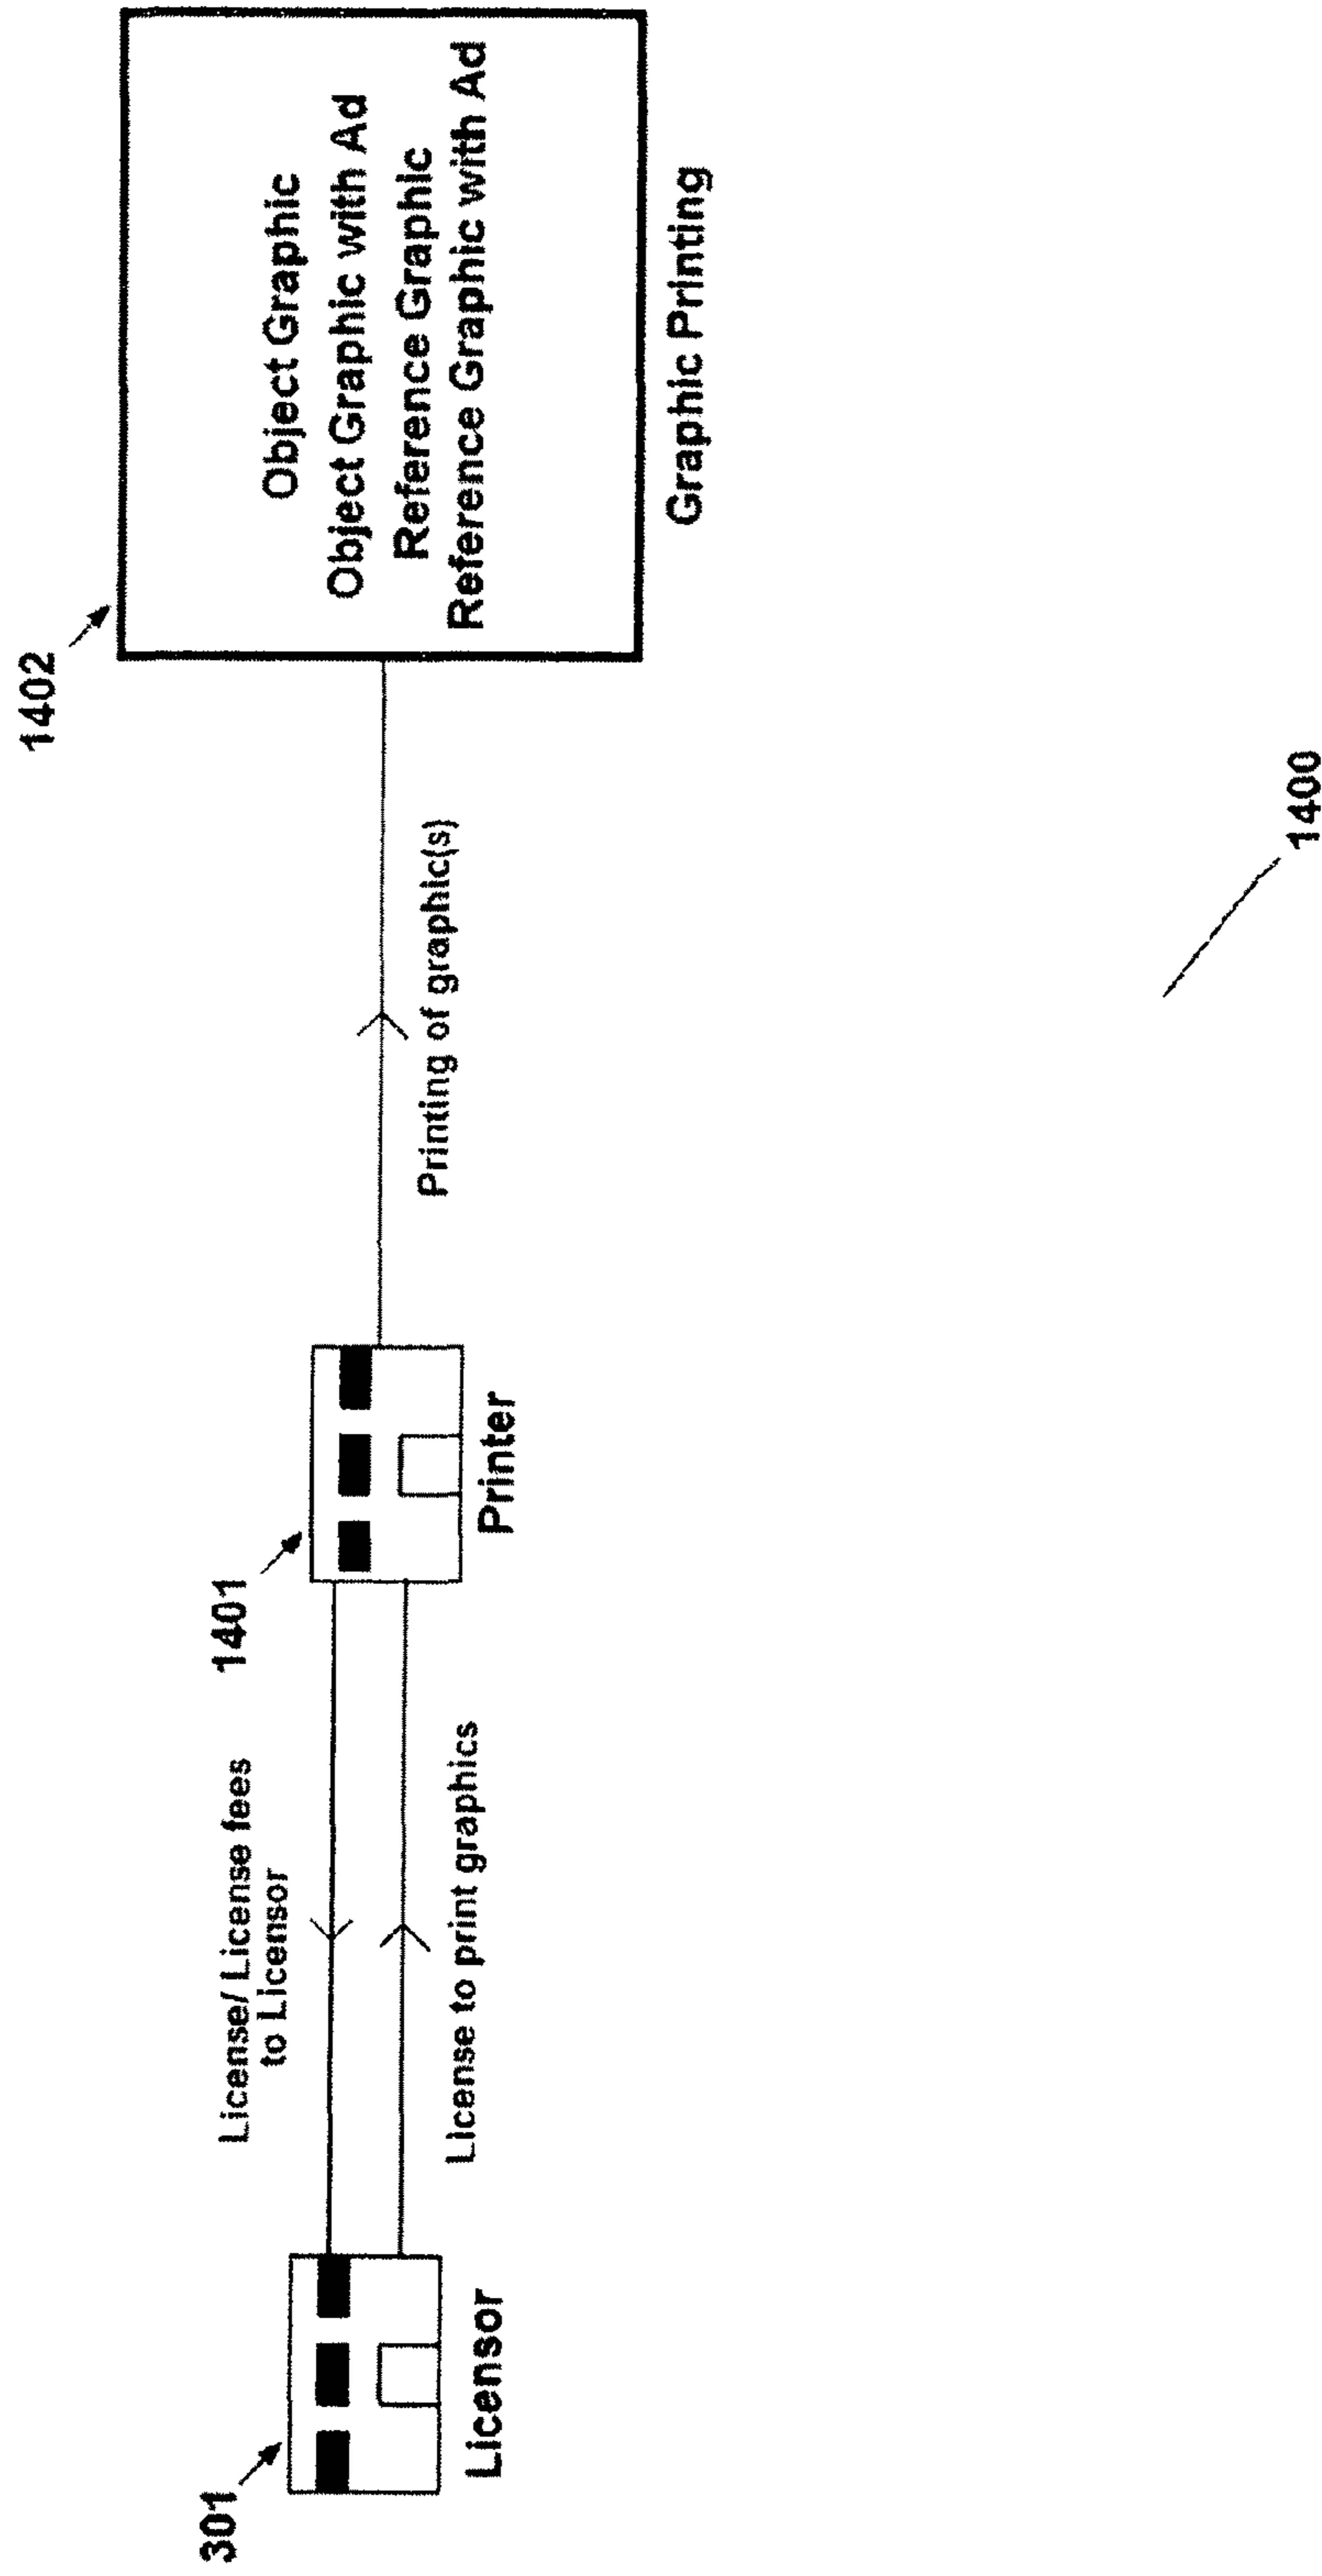 301
Licensor
License/ License fees
to Licensor
License to print graphics
1401
Printer
Printing of graphic(s)
1402
Object Graphic
Object Graphic with Ad
Reference Graphic
Reference Graphic with Ad
Graphic Printing
1400